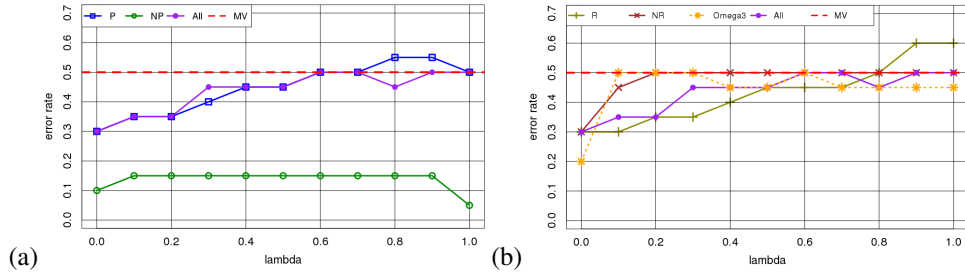 P NP All MV
error rate
0.0 0.1 0.2 0.3 0.4 0.5 0.6 0.7
0.0 0.2 0.4 0.6 0.8 1.0
lambda
(a)
R NR Omega3 All MV
error rate
0.0 0.1 0.2 0.3 0.4 0.5 0.6 0.7
0.0 0.2 0.4 0.6 0.8 1.0
lambda
(b)